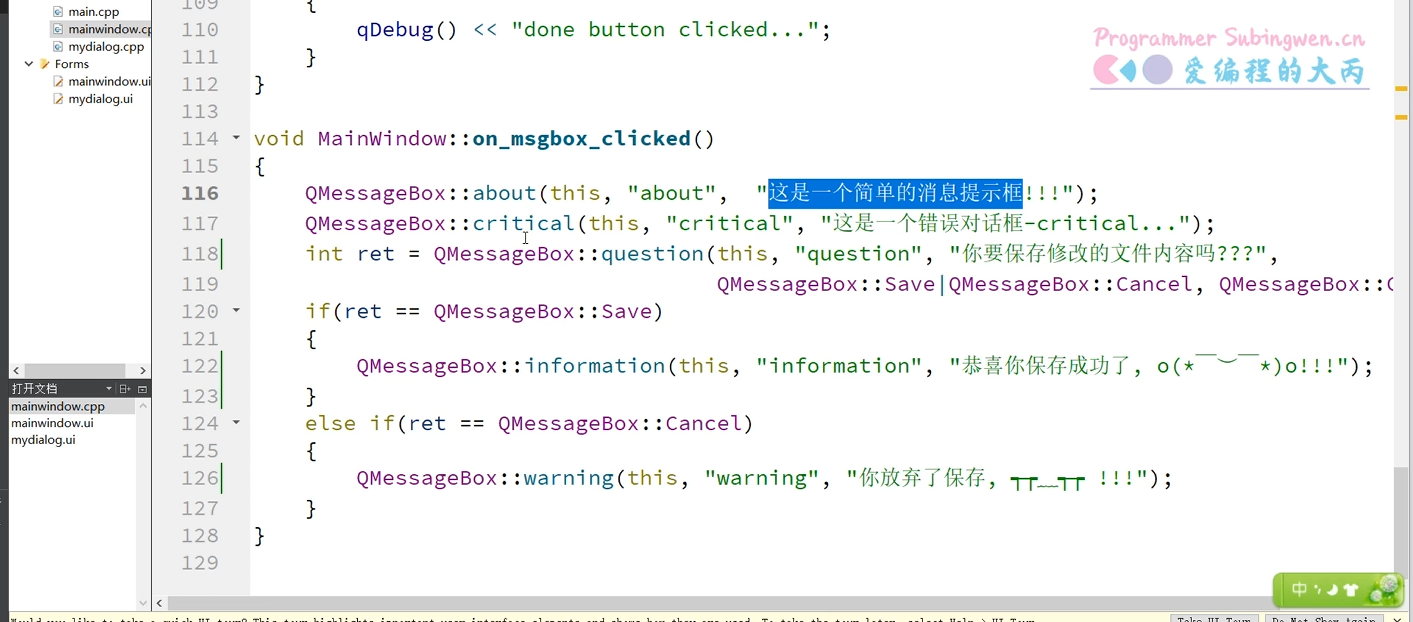 main.cpp
mainwindow.cp
mydialog.cpp
Forms
mainwindow.ui
mydialog.ui
打开文档
mainwindow.cpp
mainwindow.ui
mydialog.ui
Programmer Subingwen.cn
爱编程的大丙
109 {
110 qDebug() << "done button clicked...";
111 }
112 }
113
114 void MainWindow::on_msgbox_clicked()
115 {
116 QMessageBox::about(this, "about", "这是一个简单的消息提示框!!!");
117 QMessageBox::critical(this, "critical", "这是一个错误对话框-critical...");
118 int ret = QMessageBox::question(this, "question", "你要保存修改的文件内容吗???",
119 QMessageBox::Save|QMessageBox::Cancel, QMessageBox::C
120 if(ret == QMessageBox::Save)
121 {
122 QMessageBox::information(this, "information", "恭喜你保存成功了, o(*￣︶￣*)o!!!");
123 }
124 else if(ret == QMessageBox::Cancel)
125 {
126 QMessageBox::warning(this, "warning", "你放弃了保存, ┭┮﹏┭┮ !!!");
127 }
128 }
129
中